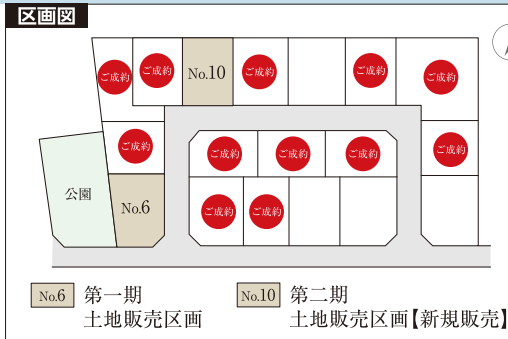 区画図
ご成約
ご成約
No.10
ご成約
ご成約
ご成約
ご成約
ご成約
ご成約
ご成約
ご成約
公園
No.6
ご成約
ご成約
No.6 第一期
土地販売区画
No.10 第二期
土地販売区画【新規販売】